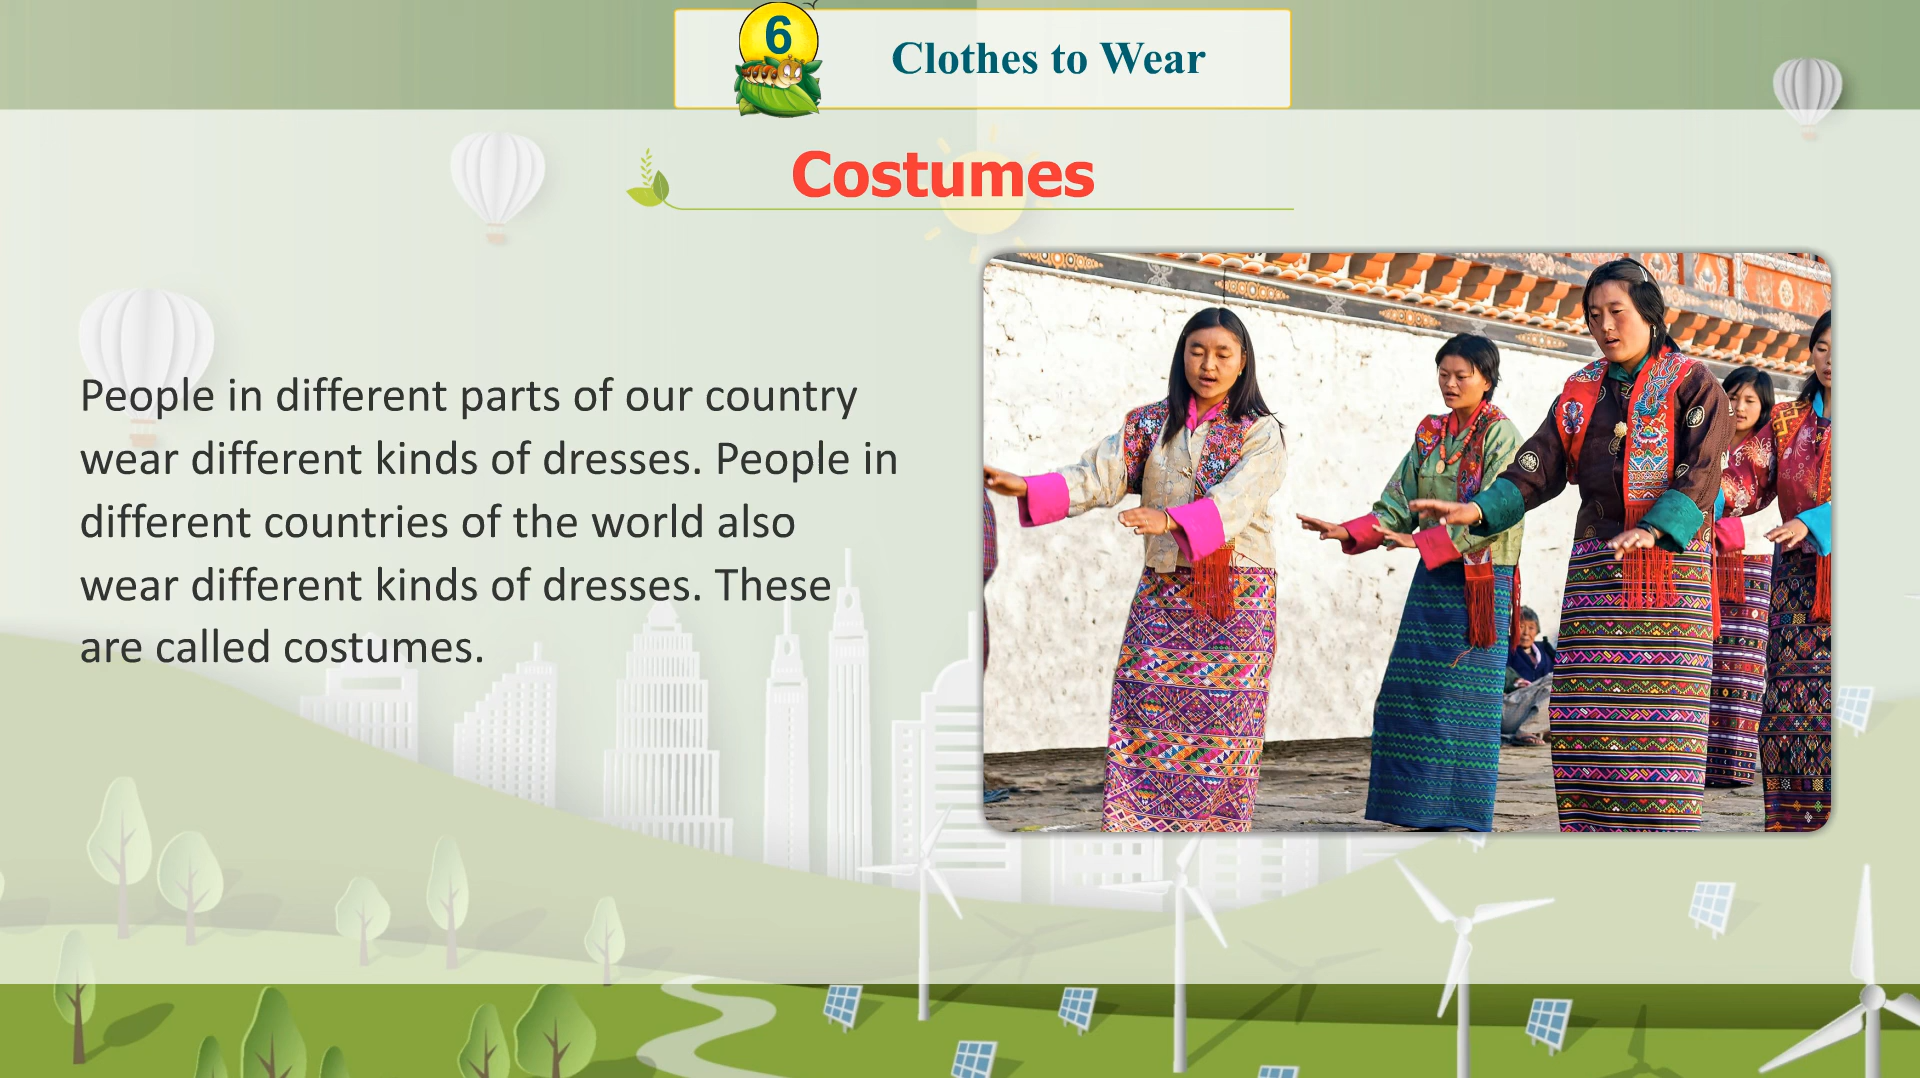 6
Clothes to Wear
Costumes
People in different parts of our country
wear different kinds of dresses. People in
different countries of the world also
wear different kinds of dresses. These
are called costumes.